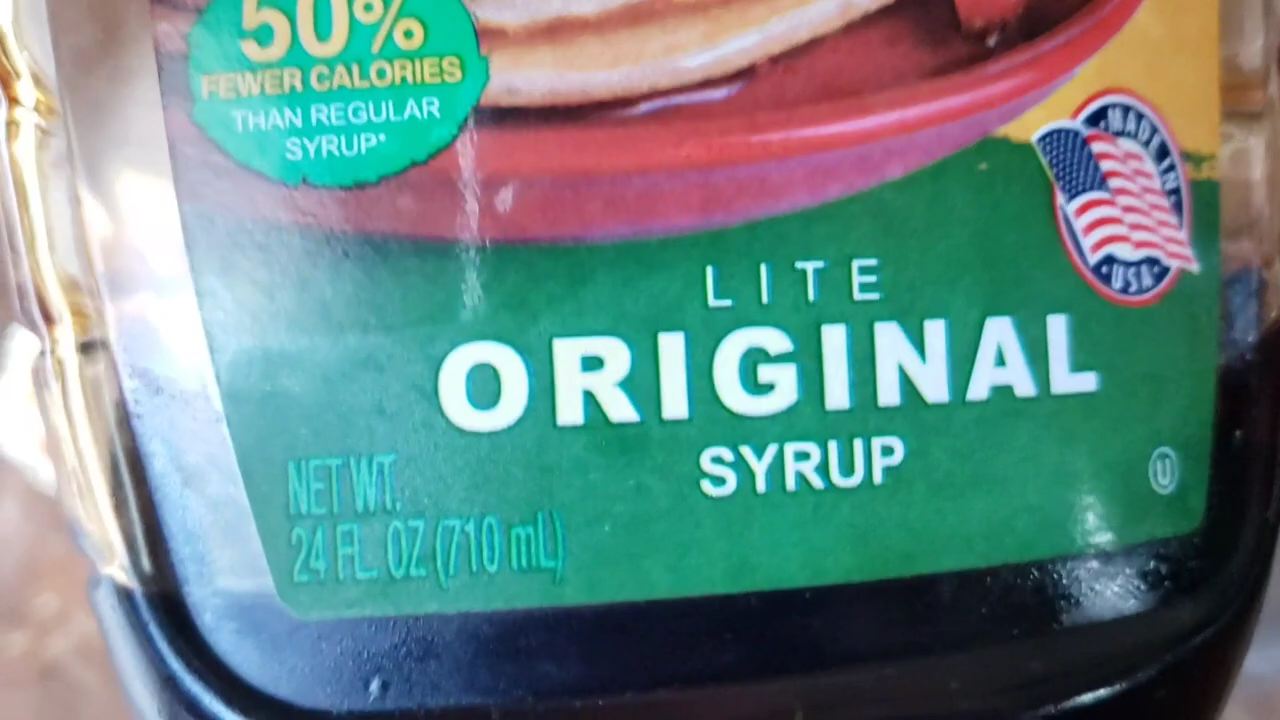 50%
FEWER CALORIES
THAN REGULAR
SYRUP*
MADE IN
USA
LITE
ORIGINAL
SYRUP
U
NET WT.
24 FL. OZ (710 mL)